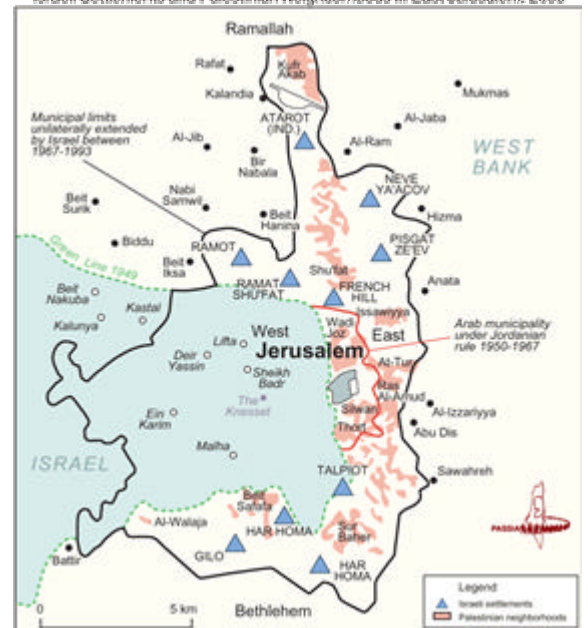 Ramallah
Rafat
Kufr
Akab
Kalandia
Mukmas
ATAROT
(IND.)
Al-Jaba
Municipal limits
unilaterally extended
by Israel between
1967-1993
Al-Jib
Al-Ram
WEST
BANK
Bir
Nabala
NEVE
YA'ACOV
Beit
Surik
Nabi
Samwil
Beit
Hanina
Hizma
Green Line 1949
Biddu
RAMOT
PISGAT
ZE'EV
Beit
Iksa
Shu'fat
RAMAT
SHU'FAT
FRENCH
HILL
Anata
Beit
Nakuba
Kastal
Kalunya
Issawiyya
Wadi
Joz
East
Arab municipality
under Jordanian
rule 1950-1967
West
Jerusalem
Lifta
Deir
Yassin
Sheikh
Badr
Al-Tur
Ras
Al-Amud
The
Knesset
Silwan
Al-Izzariyya
Ein
Karim
Thori
Abu Dis
Malha
ISRAEL
TALPIOT
Sawahreh
Beit
Safafa
Al-Walaja
HAR HOMA
Sur
Baher
PASSIA
Battir
GILO
HAR
HOMA
Legend
Israeli settlements
Palestinian neighborhoods
0
5 km
Bethlehem